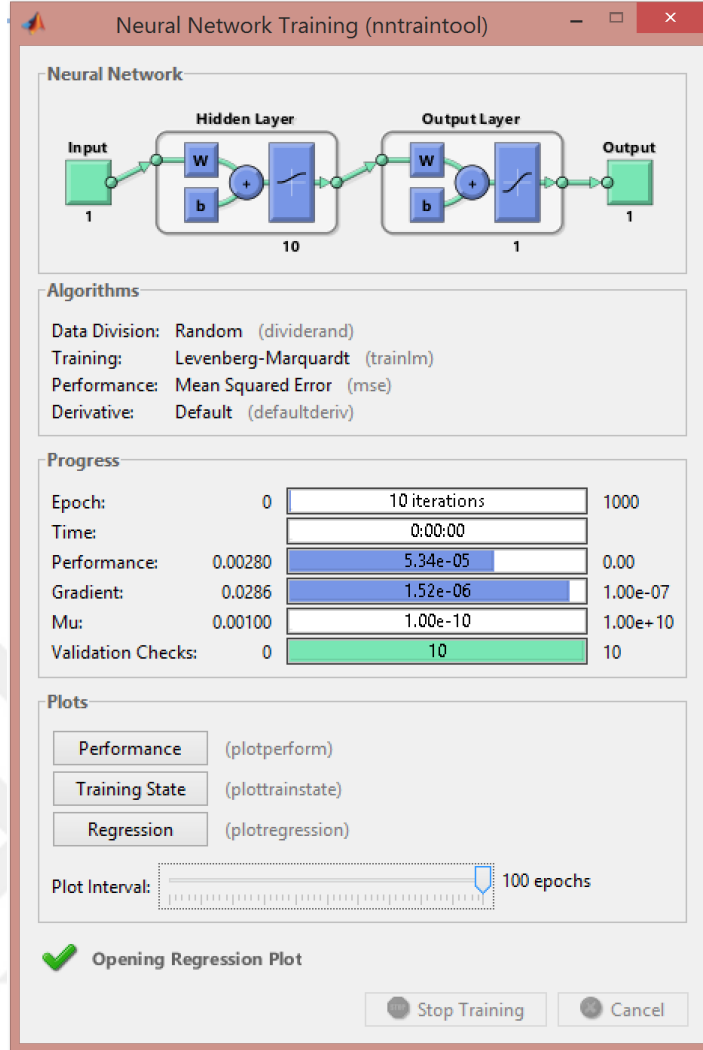 Neural Network Training (nntraintool)
Neural Network
Hidden Layer Output Layer
Input Output
W W
+ +
b b
1 1
10 1
Algorithms
Data Division: Random (dividerand)
Training: Levenberg-Marquardt (trainlm)
Performance: Mean Squared Error (mse)
Derivative: Default (defaultderiv)
Progress
Epoch: 0 10 iterations 1000
Time: 0:00:00
Performance: 0.00280 5.34e-05 0.00
Gradient: 0.0286 1.52e-06 1.00e-07
Mu: 0.00100 1.00e-10 1.00e+10
Validation Checks: 0 10 10
Plots
Performance (plotperform)
Training State (plottrainstate)
Regression (plotregression)
Plot Interval: 100 epochs
Opening Regression Plot
STOP Stop Training Cancel